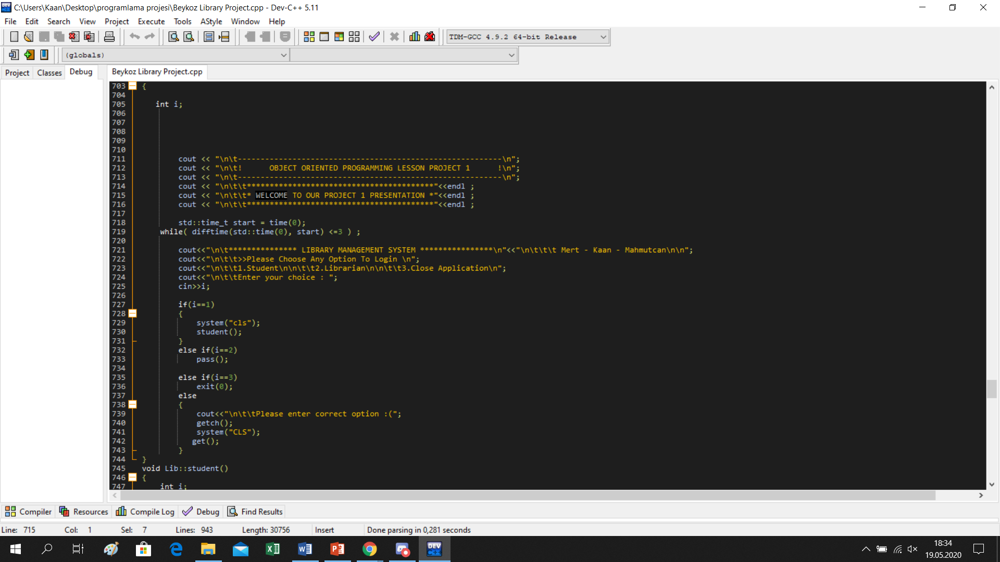 C:\Users\Kaan\Desktop\programlama projesi\Beykoz Library Project.cpp - Dev-C++ 5.11
File Edit Search View Project Execute Tools AStyle Window Help
TDM-GCC 4.9.2 64-bit Release
(globals)
Project Classes Debug
Beykoz Library Project.cpp
703 {
704
705 int i;
706
707
708
709
710
711 cout << "\n\t----------------------------------------------------------\n";
712 cout << "\n\t!      OBJECT ORIENTED PROGRAMMING LESSON PROJECT 1      !\n";
713 cout << "\n\t----------------------------------------------------------\n";
714 cout << "\n\t\t*****************************************"<<endl ;
715 cout << "\n\t\t* WELCOME TO OUR PROJECT 1 PRESENTATION *"<<endl ;
716 cout << "\n\t\t*****************************************"<<endl ;
717
718 std::time_t start = time(0);
719 while( difftime(std::time(0), start) <=3 ) ;
720
721 cout<<"\n\t*************** LIBRARY MANAGEMENT SYSTEM ****************\n"<<"\n\t\t\t Mert - Kaan - Mahmutcan\n\n";
722 cout<<"\n\t\t>>Please Choose Any Option To Login \n";
723 cout<<"\n\t\t1.Student\n\n\t\t2.Librarian\n\n\t\t3.Close Application\n";
724 cout<<"\n\t\tEnter your choice : ";
725 cin>>i;
726
727 if(i==1)
728 {
729 system("cls");
730 student();
731 }
732 else if(i==2)
733 pass();
734
735 else if(i==3)
736 exit(0);
737 else
738 {
739 cout<<"\n\t\tPlease enter correct option :(";
740 getch();
741 system("CLS");
742 get();
743 }
744 }
745 void Lib::student()
746 {
747 int i;
Compiler Resources Compile Log Debug Find Results
Line: 715 Col: 1 Sel: 7 Lines: 943 Length: 30756 Insert Done parsing in 0,281 seconds
18:34
19.05.2020